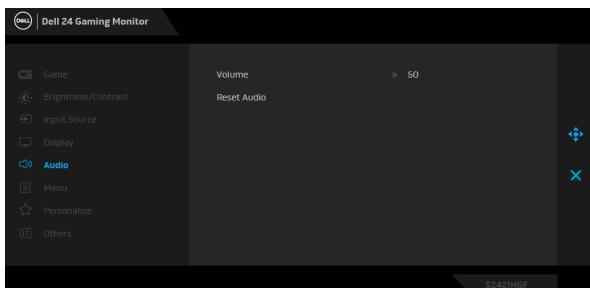 DELL
Dell 24 Gaming Monitor
Game
Brightness/Contrast
Input Source
Display
Audio
Menu
Personalize
Others
Volume 50
Reset Audio
S2421HGF